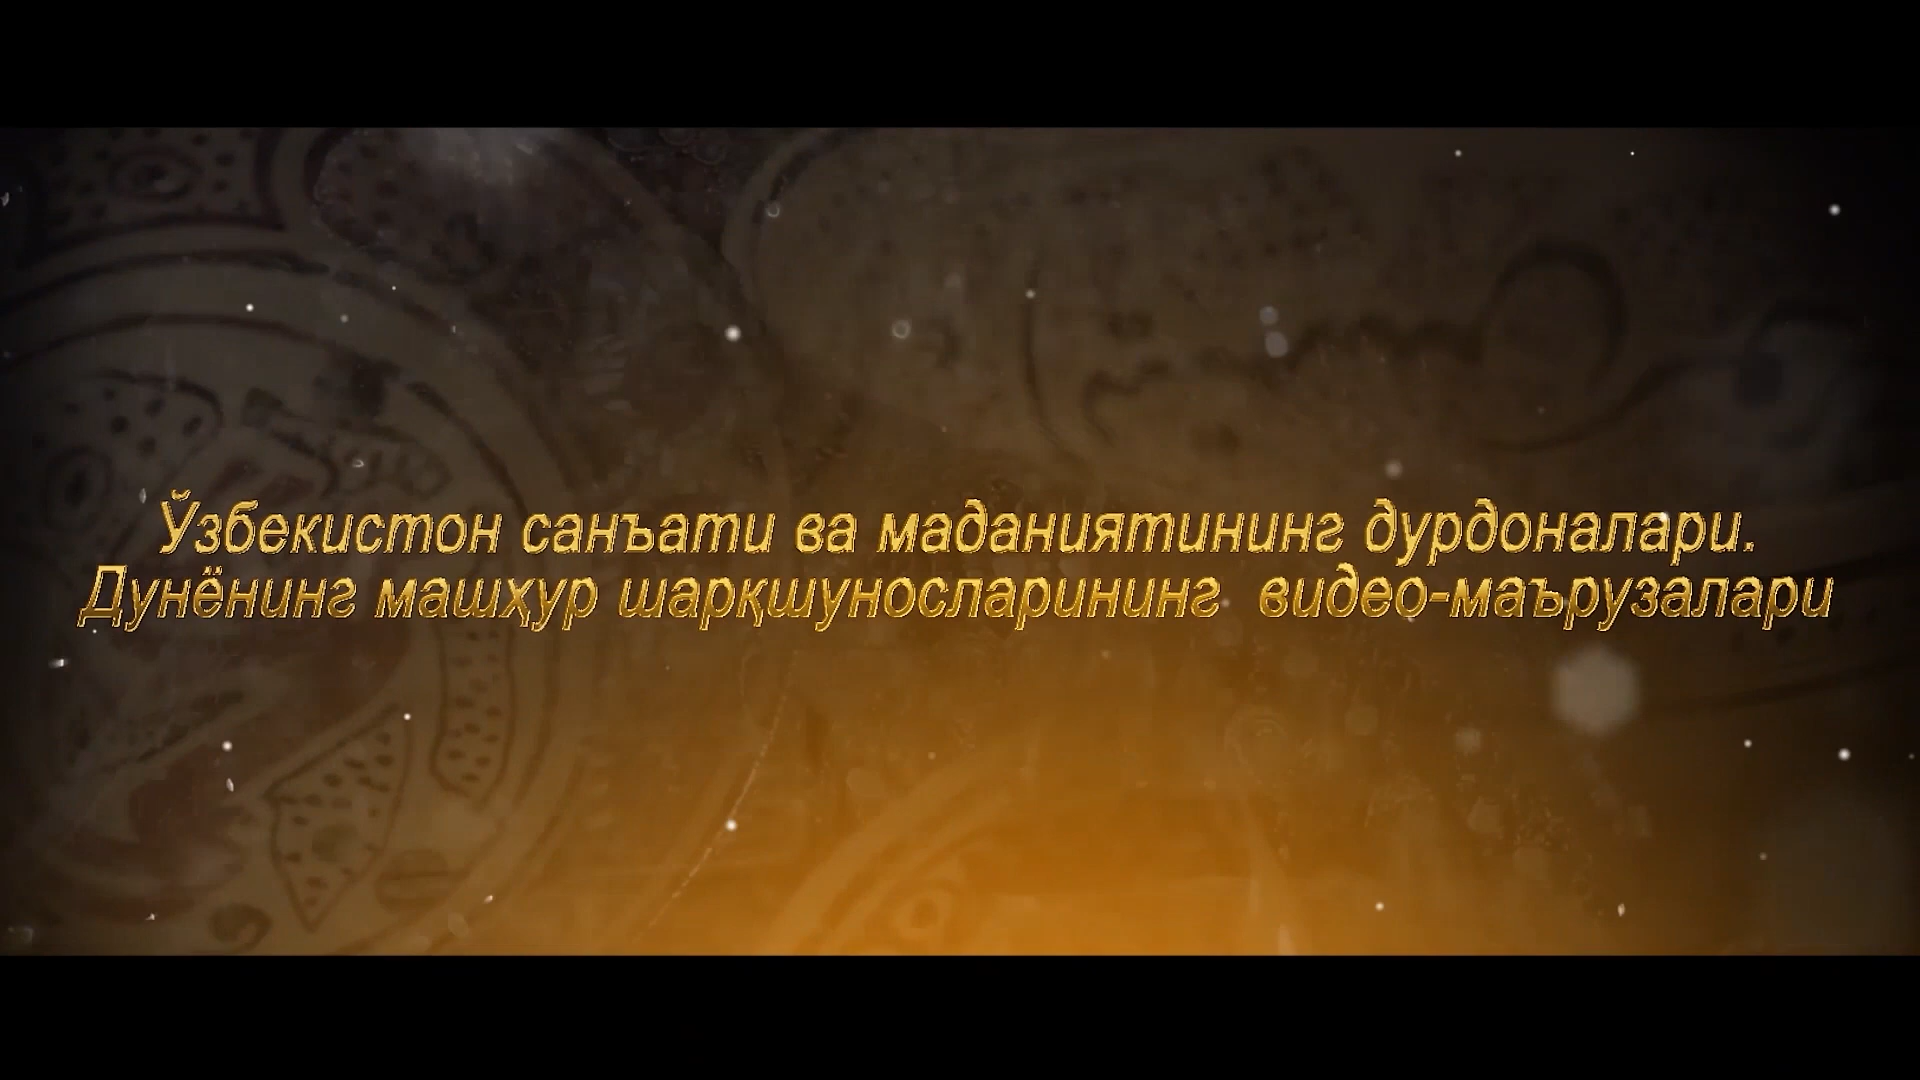 Ўзбекистон санъати ва маданиятининг дурдоналари.
Дунёнинг машҳур шарқшуносларининг видео-маърузалари